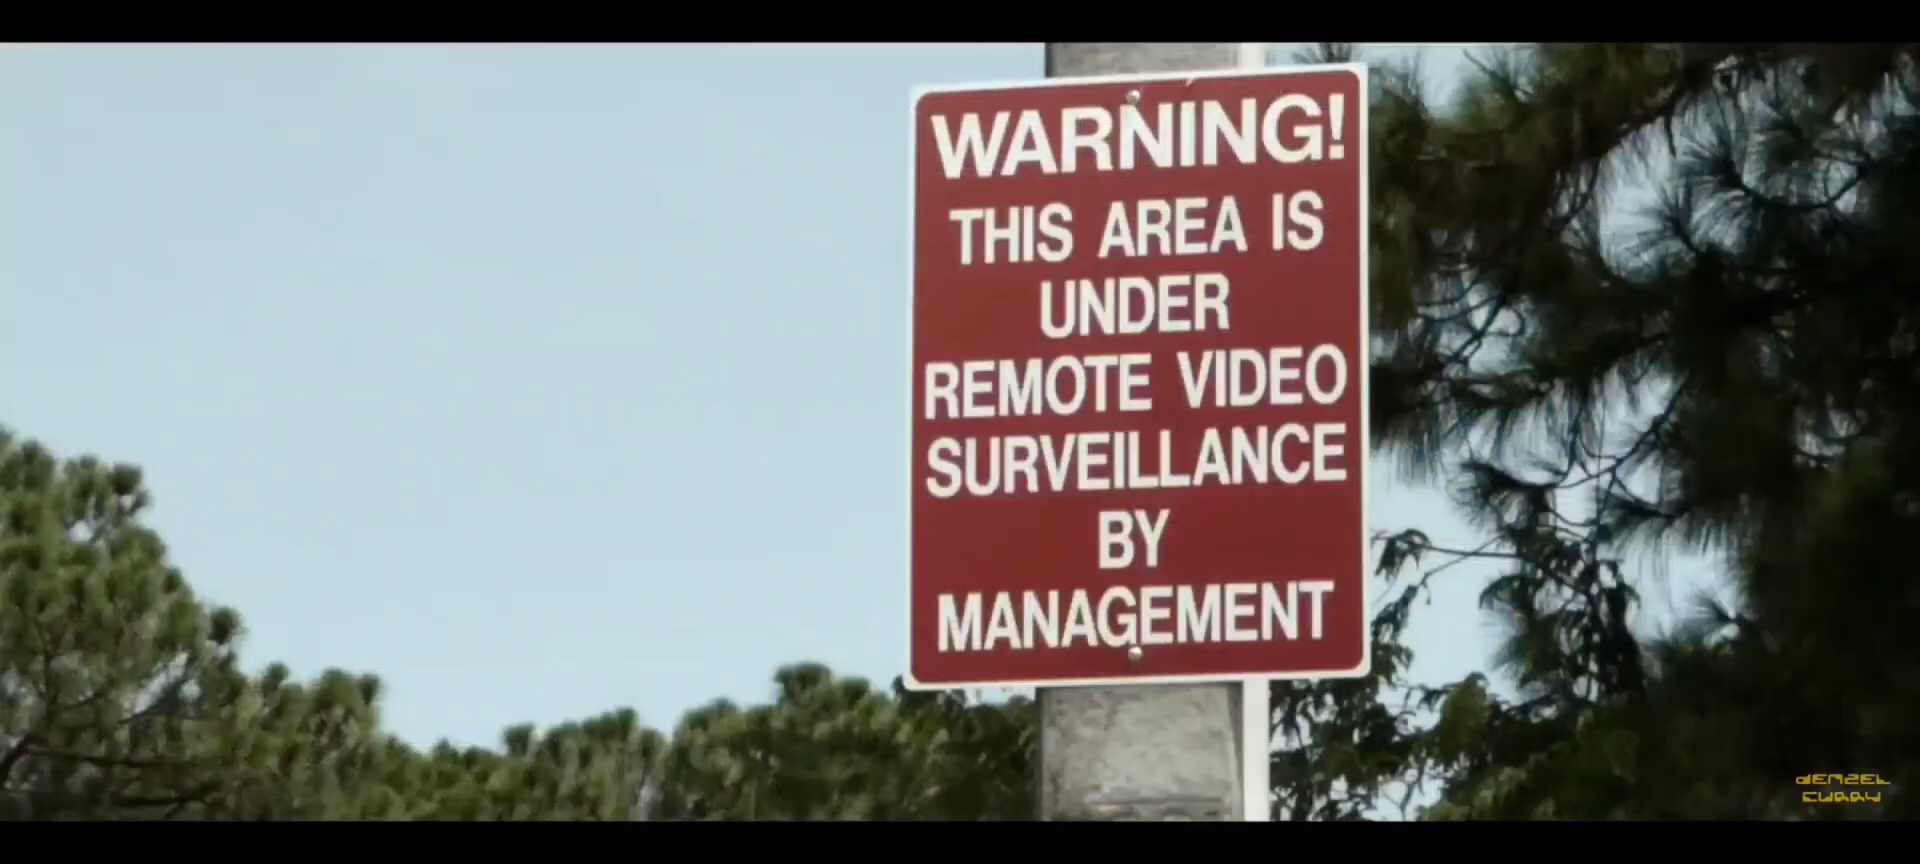 WARNING!
THIS AREA IS
UNDER
REMOTE VIDEO
SURVEILLANCE
BY
MANAGEMENT
DENZEL
CURRY